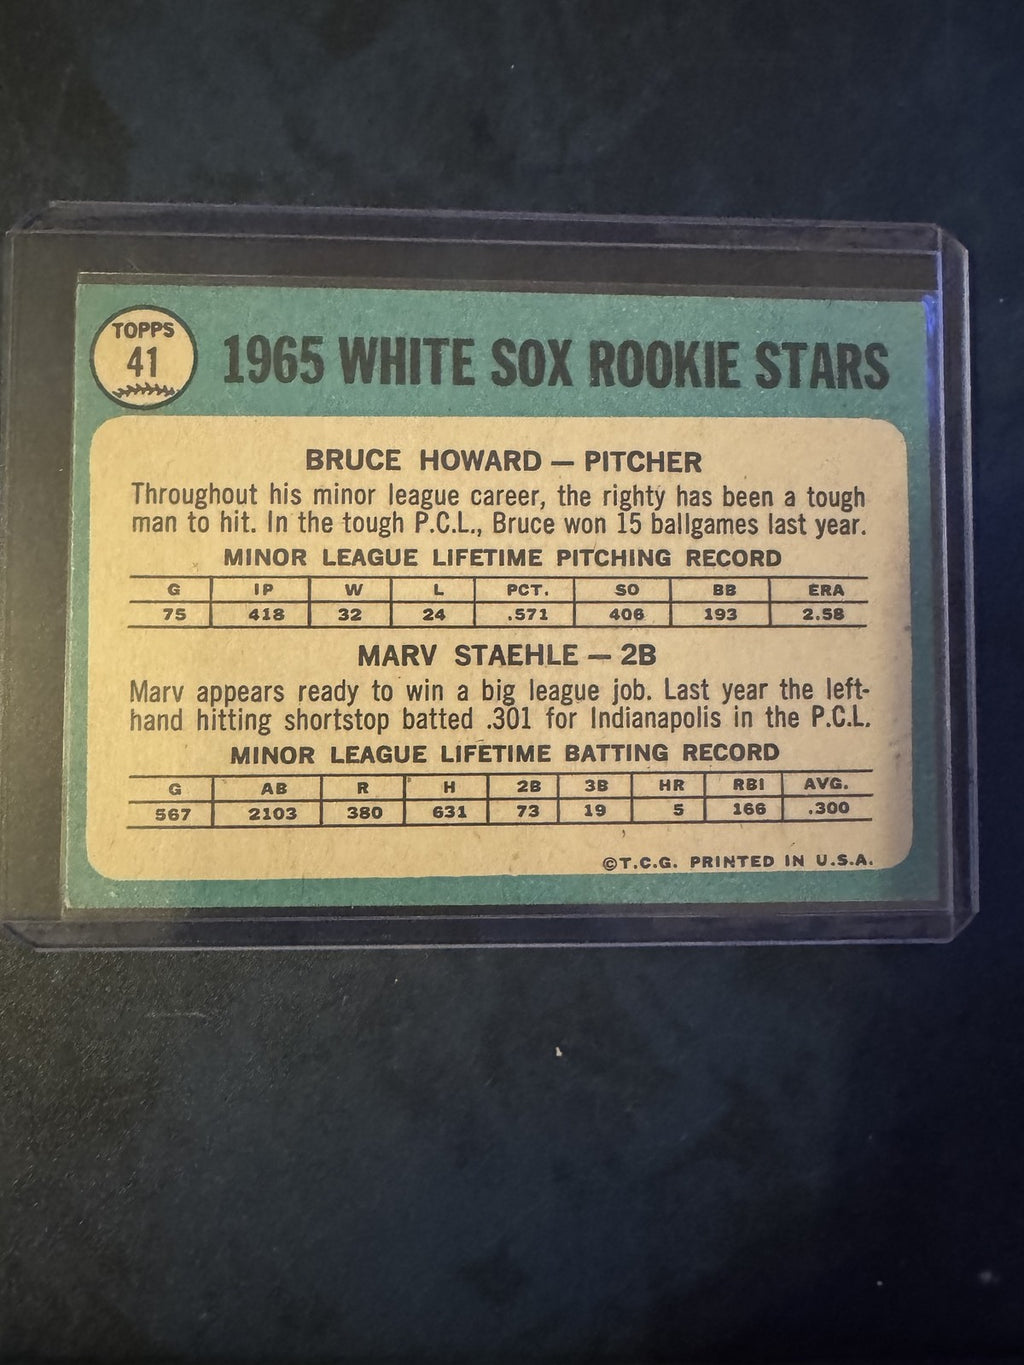 TOPPS
41
1965 WHITE SOX ROOKIE STARS
BRUCE HOWARD — PITCHER
Throughout his minor league career, the righty has been a tough
man to hit. In the tough P.C.L., Bruce won 15 ballgames last year.
MINOR LEAGUE LIFETIME PITCHING RECORD
G IP W L PCT. SO BB ERA
75 418 32 24 .571 406 193 2.58
MARV STAEHLE — 2B
Marv appears ready to win a big league job. Last year the left-
hand hitting shortstop batted .301 for Indianapolis in the P.C.L.
MINOR LEAGUE LIFETIME BATTING RECORD
G AB R H 2B 3B HR RBI AVG.
567 2103 380 631 73 19 5 166 .300
©T.C.G. PRINTED IN U.S.A.